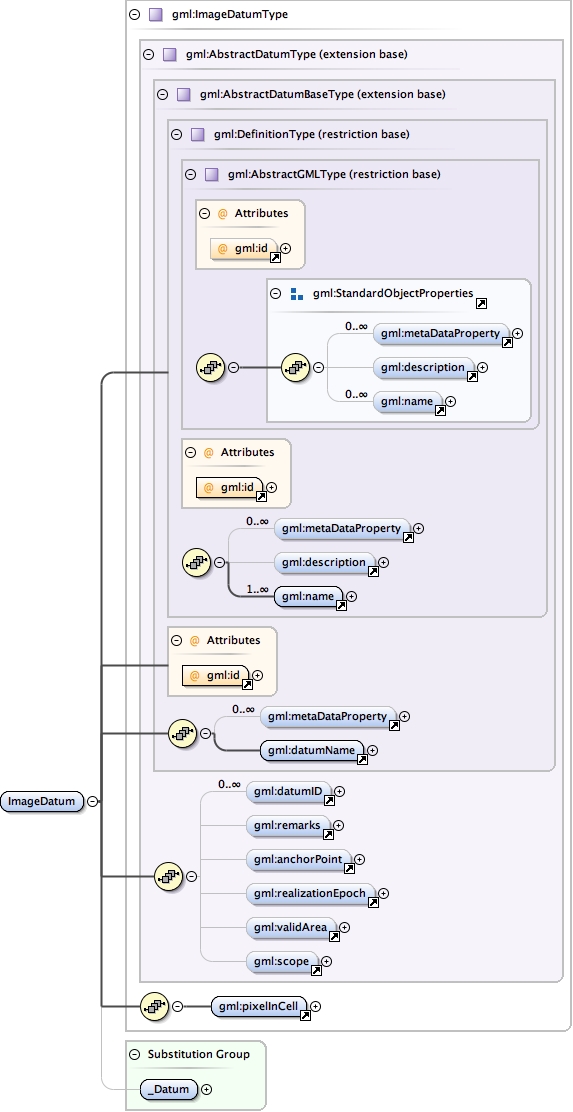 gml:ImageDatumType
gml:AbstractDatumType (extension base)
gml:AbstractDatumBaseType (extension base)
gml:DefinitionType (restriction base)
gml:AbstractGMLType (restriction base)
@ Attributes
@ gml:id
gml:StandardObjectProperties
0..∞
gml:metaDataProperty
gml:description
0..∞
gml:name
@ Attributes
@ gml:id
0..∞
gml:metaDataProperty
gml:description
1..∞
gml:name
@ Attributes
@ gml:id
0..∞
gml:metaDataProperty
gml:datumName
0..∞
gml:datumID
ImageDatum
gml:remarks
gml:anchorPoint
gml:realizationEpoch
gml:validArea
gml:scope
gml:pixelInCell
Substitution Group
_Datum